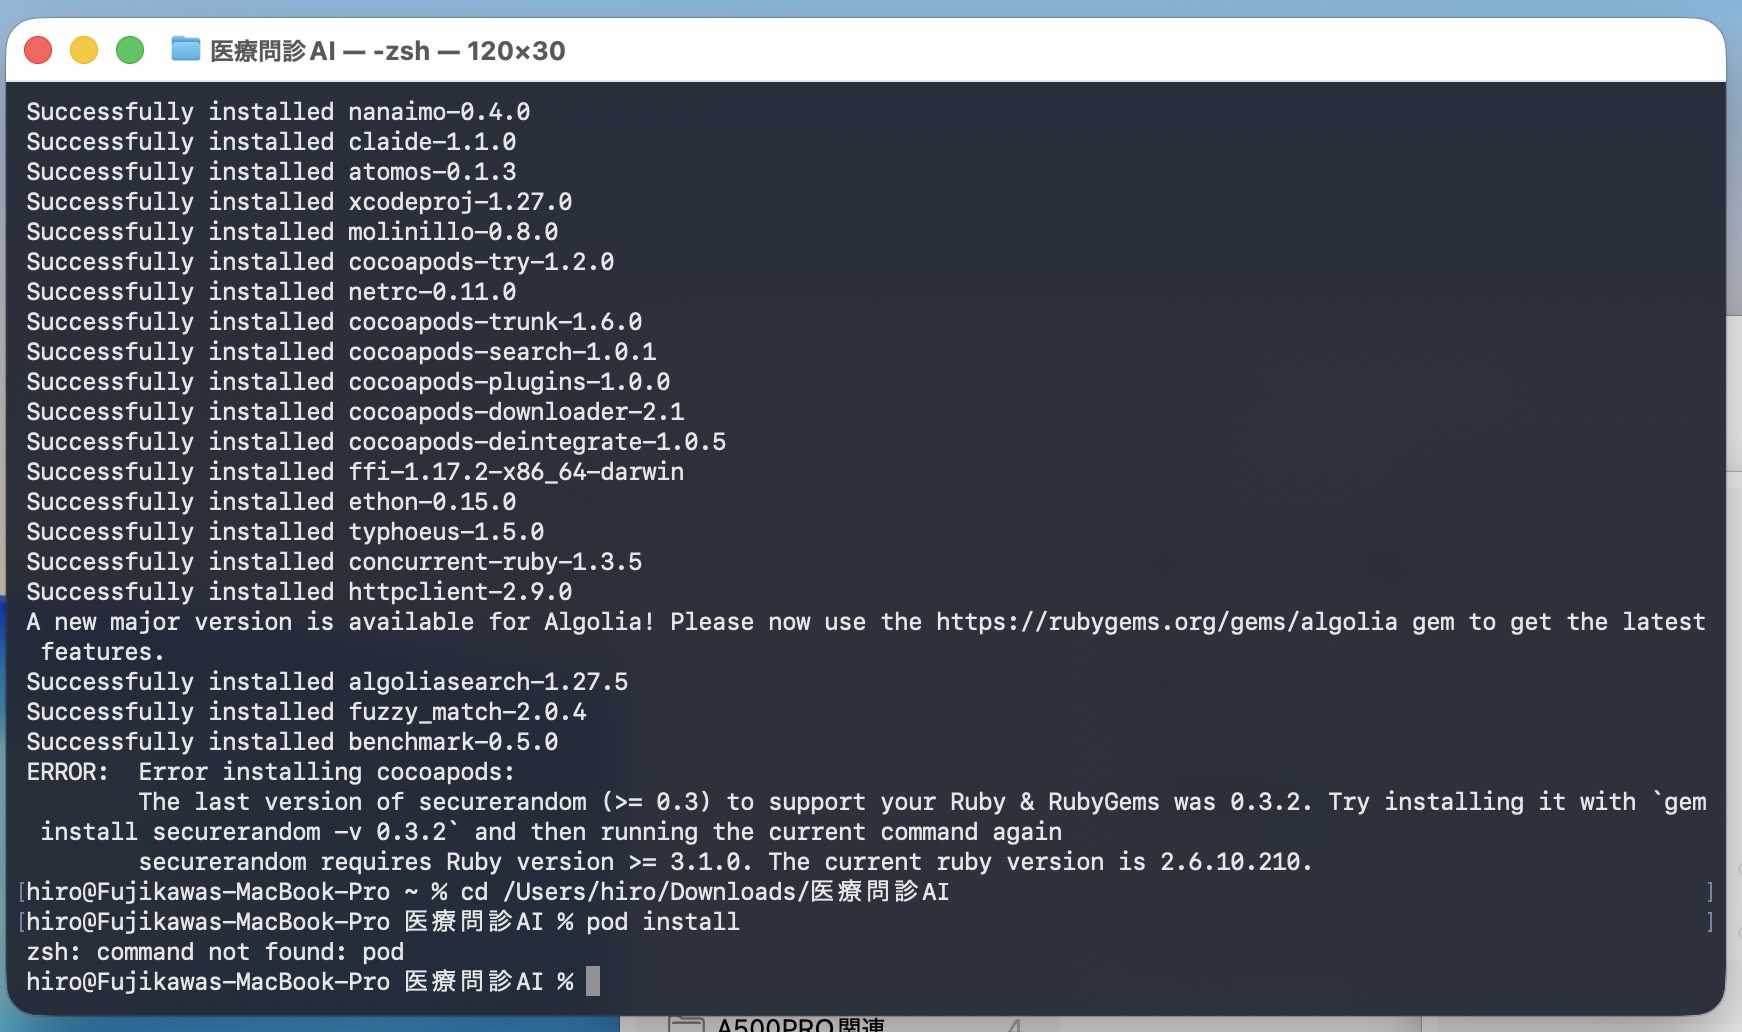 医療問診AI — -zsh — 120×30
Successfully installed nanaimo-0.4.0
Successfully installed claide-1.1.0
Successfully installed atomos-0.1.3
Successfully installed xcodeproj-1.27.0
Successfully installed molinillo-0.8.0
Successfully installed cocoapods-try-1.2.0
Successfully installed netrc-0.11.0
Successfully installed cocoapods-trunk-1.6.0
Successfully installed cocoapods-search-1.0.1
Successfully installed cocoapods-plugins-1.0.0
Successfully installed cocoapods-downloader-2.1
Successfully installed cocoapods-deintegrate-1.0.5
Successfully installed ffi-1.17.2-x86_64-darwin
Successfully installed ethon-0.15.0
Successfully installed typhoeus-1.5.0
Successfully installed concurrent-ruby-1.3.5
Successfully installed httpclient-2.9.0
A new major version is available for Algolia! Please now use the https://rubygems.org/gems/algolia gem to get the latest
features.
Successfully installed algoliasearch-1.27.5
Successfully installed fuzzy_match-2.0.4
Successfully installed benchmark-0.5.0
ERROR:  Error installing cocoapods:
The last version of securerandom (>= 0.3) to support your Ruby & RubyGems was 0.3.2. Try installing it with `gem
install securerandom -v 0.3.2` and then running the current command again
securerandom requires Ruby version >= 3.1.0. The current ruby version is 2.6.10.210.
[hiro@Fujikawas-MacBook-Pro ~ % cd /Users/hiro/Downloads/医療問診AI ]
[hiro@Fujikawas-MacBook-Pro 医療問診AI % pod install ]
zsh: command not found: pod
hiro@Fujikawas-MacBook-Pro 医療問診AI %
A500PRO関連 4